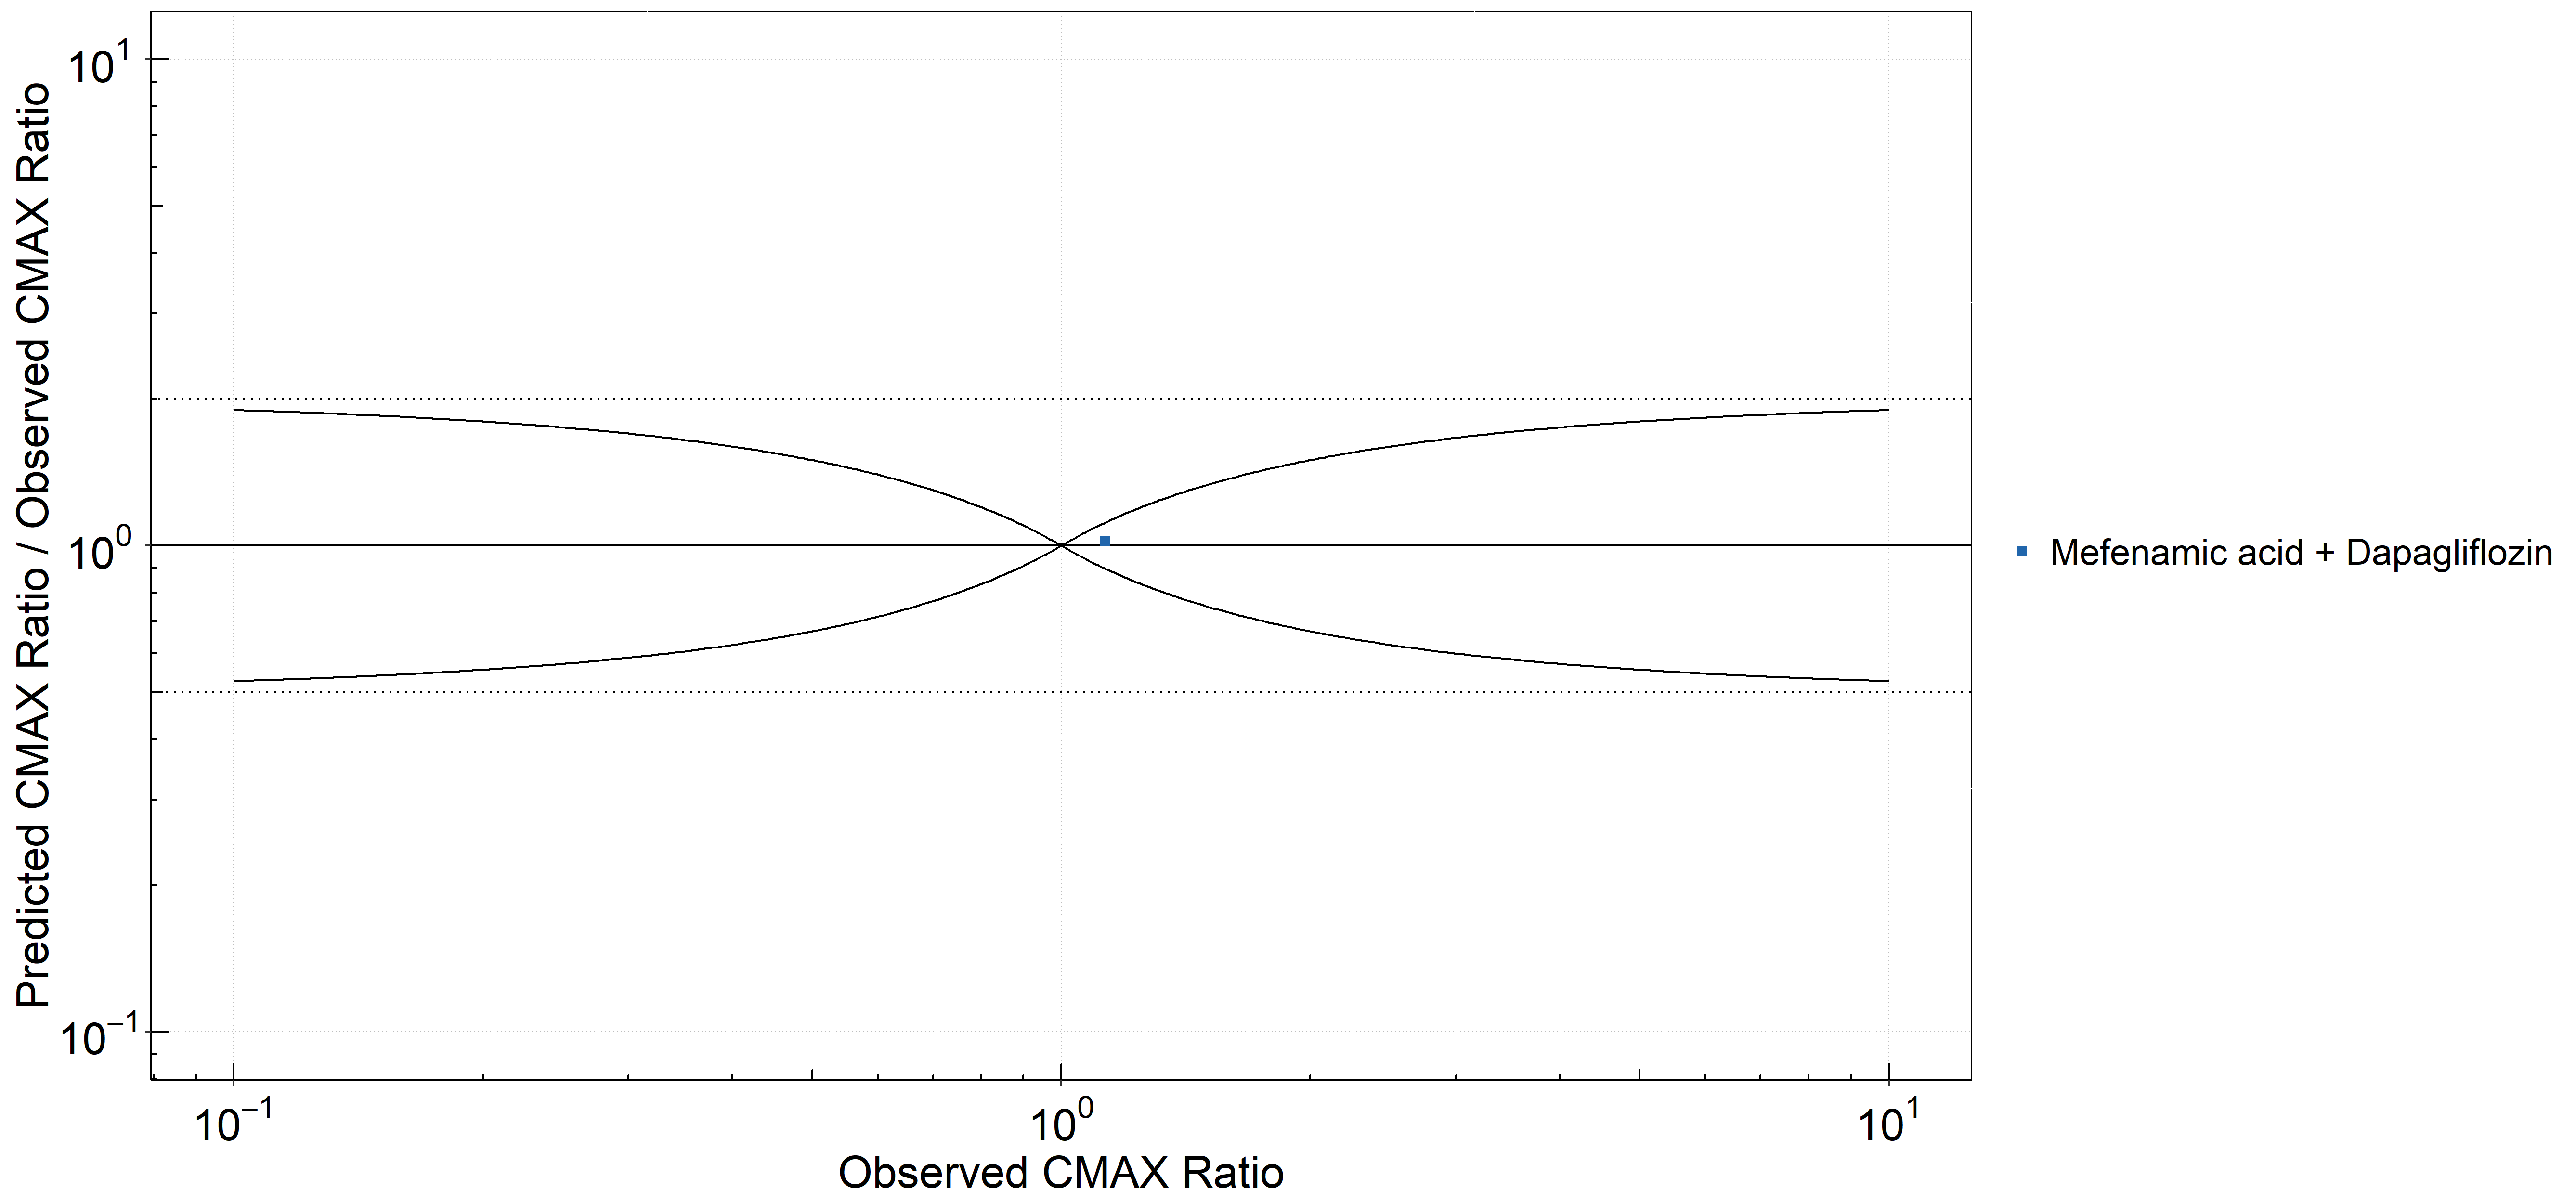 Predicted CMAX Ratio / Observed CMAX Ratio
10¹
10⁰
10⁻¹
10⁻¹ 10⁰ 10¹
Observed CMAX Ratio
Mefenamic acid + Dapagliflozin